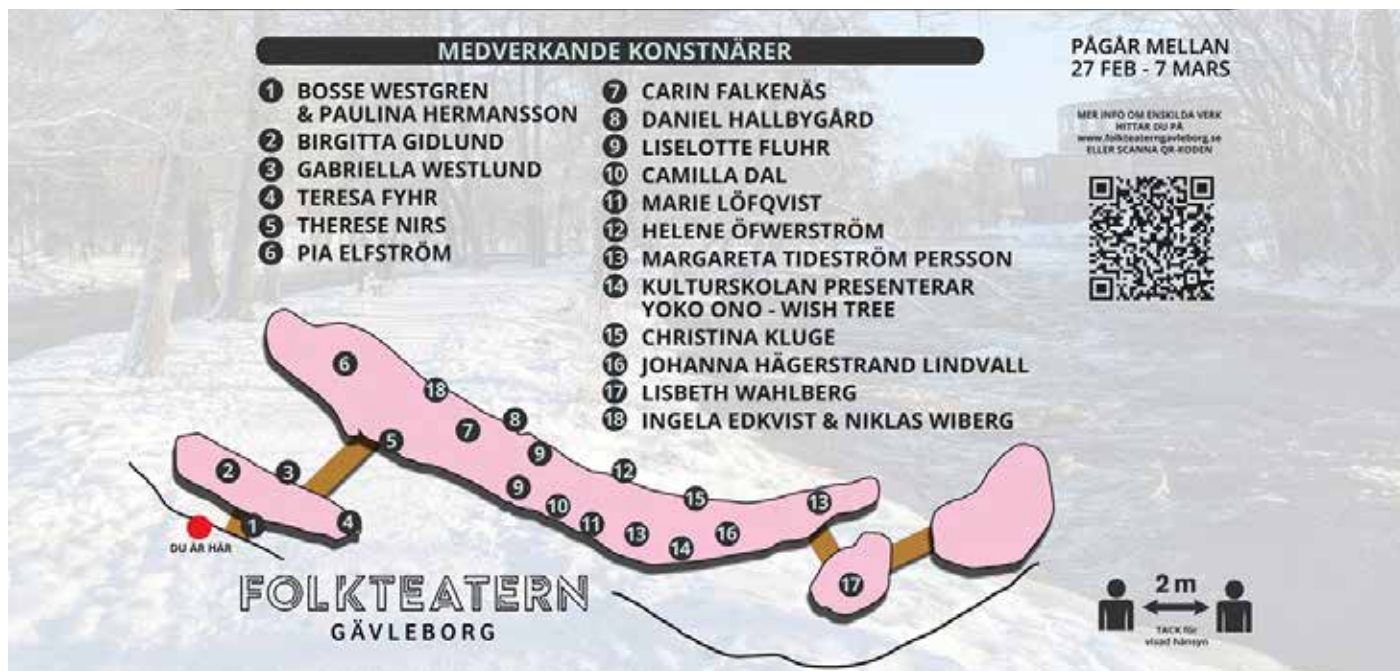 MEDVERKANDE KONSTNÄRER
1 BOSSE WESTGREN
& PAULINA HERMANSSON
2 BIRGITTA GIDLUND
3 GABRIELLA WESTLUND
4 TERESA FYHR
5 THERESE NIRS
6 PIA ELFSTRÖM
7 CARIN FALKENÄS
8 DANIEL HALLBYGÅRD
9 LISELOTTE FLUHR
10 CAMILLA DAL
11 MARIE LÖFQVIST
12 HELENE ÖFWERSTRÖM
13 MARGARETA TIDESTRÖM PERSSON
14 KULTURSKOLAN PRESENTERAR
YOKO ONO - WISH TREE
15 CHRISTINA KLUGE
16 JOHANNA HÄGERSTRAND LINDVALL
17 LISBETH WAHLBERG
18 INGELA EDKVIST & NIKLAS WIBERG
PÅGÅR MELLAN
27 FEB - 7 MARS
MER INFO OM ENSKILDA VERK
HITTAR DU PÅ
www.folkteaterngavleborg.se
ELLER SCANNA QR-KODEN
6
18
8
7
5
9
2
3
12
9
15
13
10
1
4
11
13
16
14
17
DU ÄR HÄR
FOLKTEATERN
GÄVLEBORG
2 m
TACK för
visad hänsyn